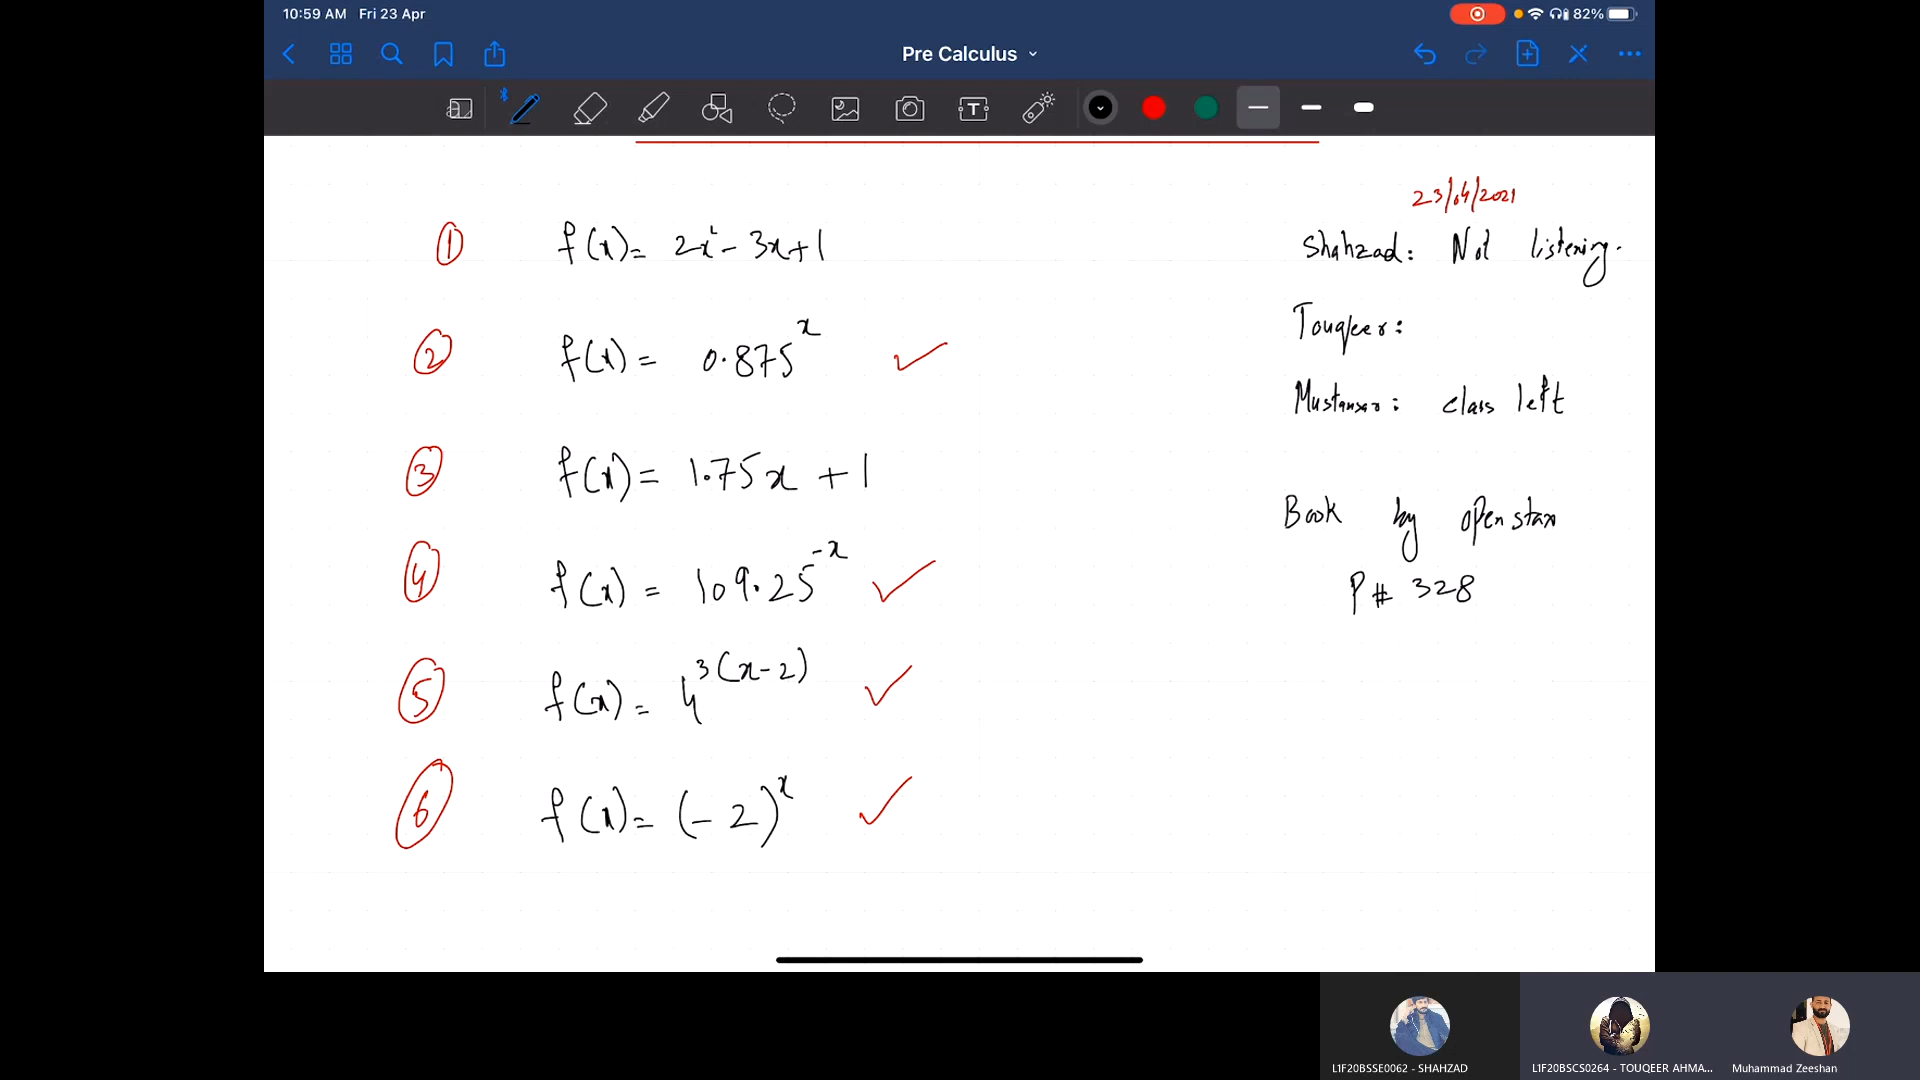 10:59 AM Fri 23 Apr
82%
Pre Calculus
T
23/04/2021
① f(x) = 2x² - 3x + 1
Shahzad: Not listening.
② f(x) = 0.875^x ✓
Touqeer:
Mustansar: class left
③ f(x) = 1.75x + 1
Book by openstax
④ f(x) = 109.25^-x ✓
P# 328
⑤ f(x) = 4^3(x-2) ✓
⑥ f(x) = (-2)^x ✓
L1F20BSSE0062 - SHAHZAD
L1F20BSCS0264 - TOUQEER AHMA...
Muhammad Zeeshan